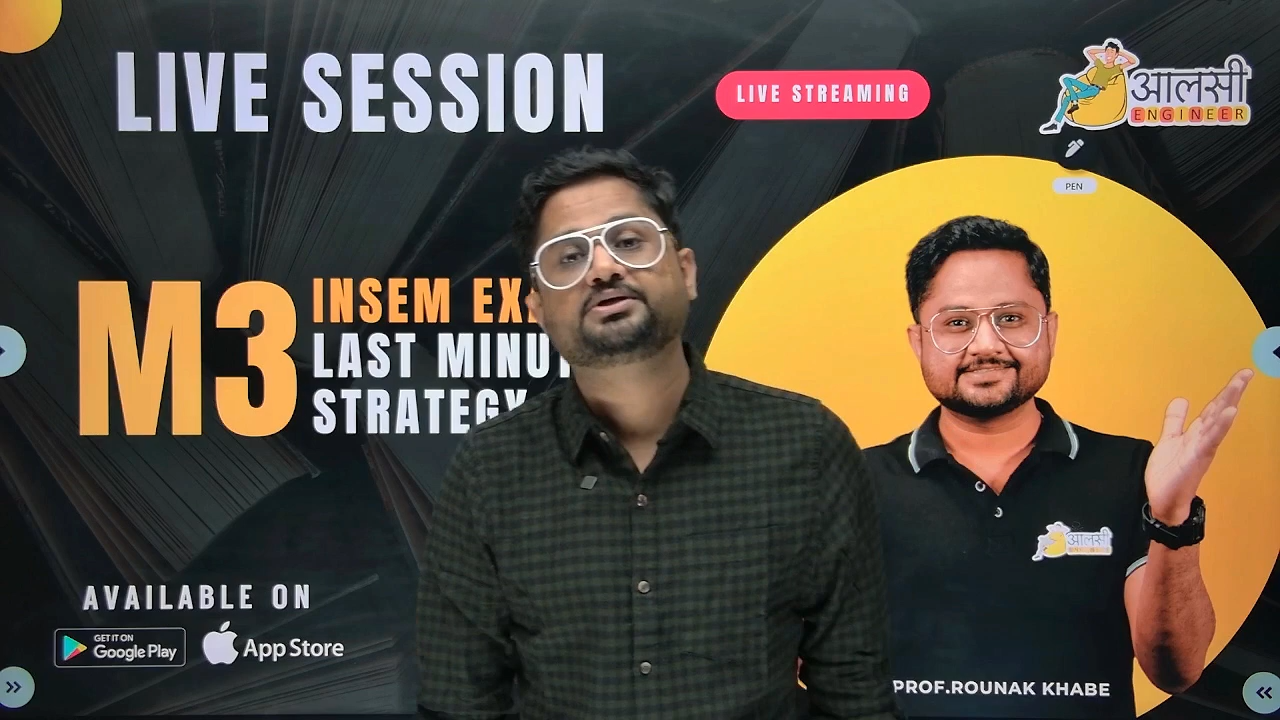 LIVE SESSION
LIVE STREAMING
आलसी
ENGINEER
PEN
M3
INSEM
LAST
STRATEGY
AVAILABLE ON
GET IT ON
Google Play
App Store
आलसी
PROF.ROUNAK KHABE